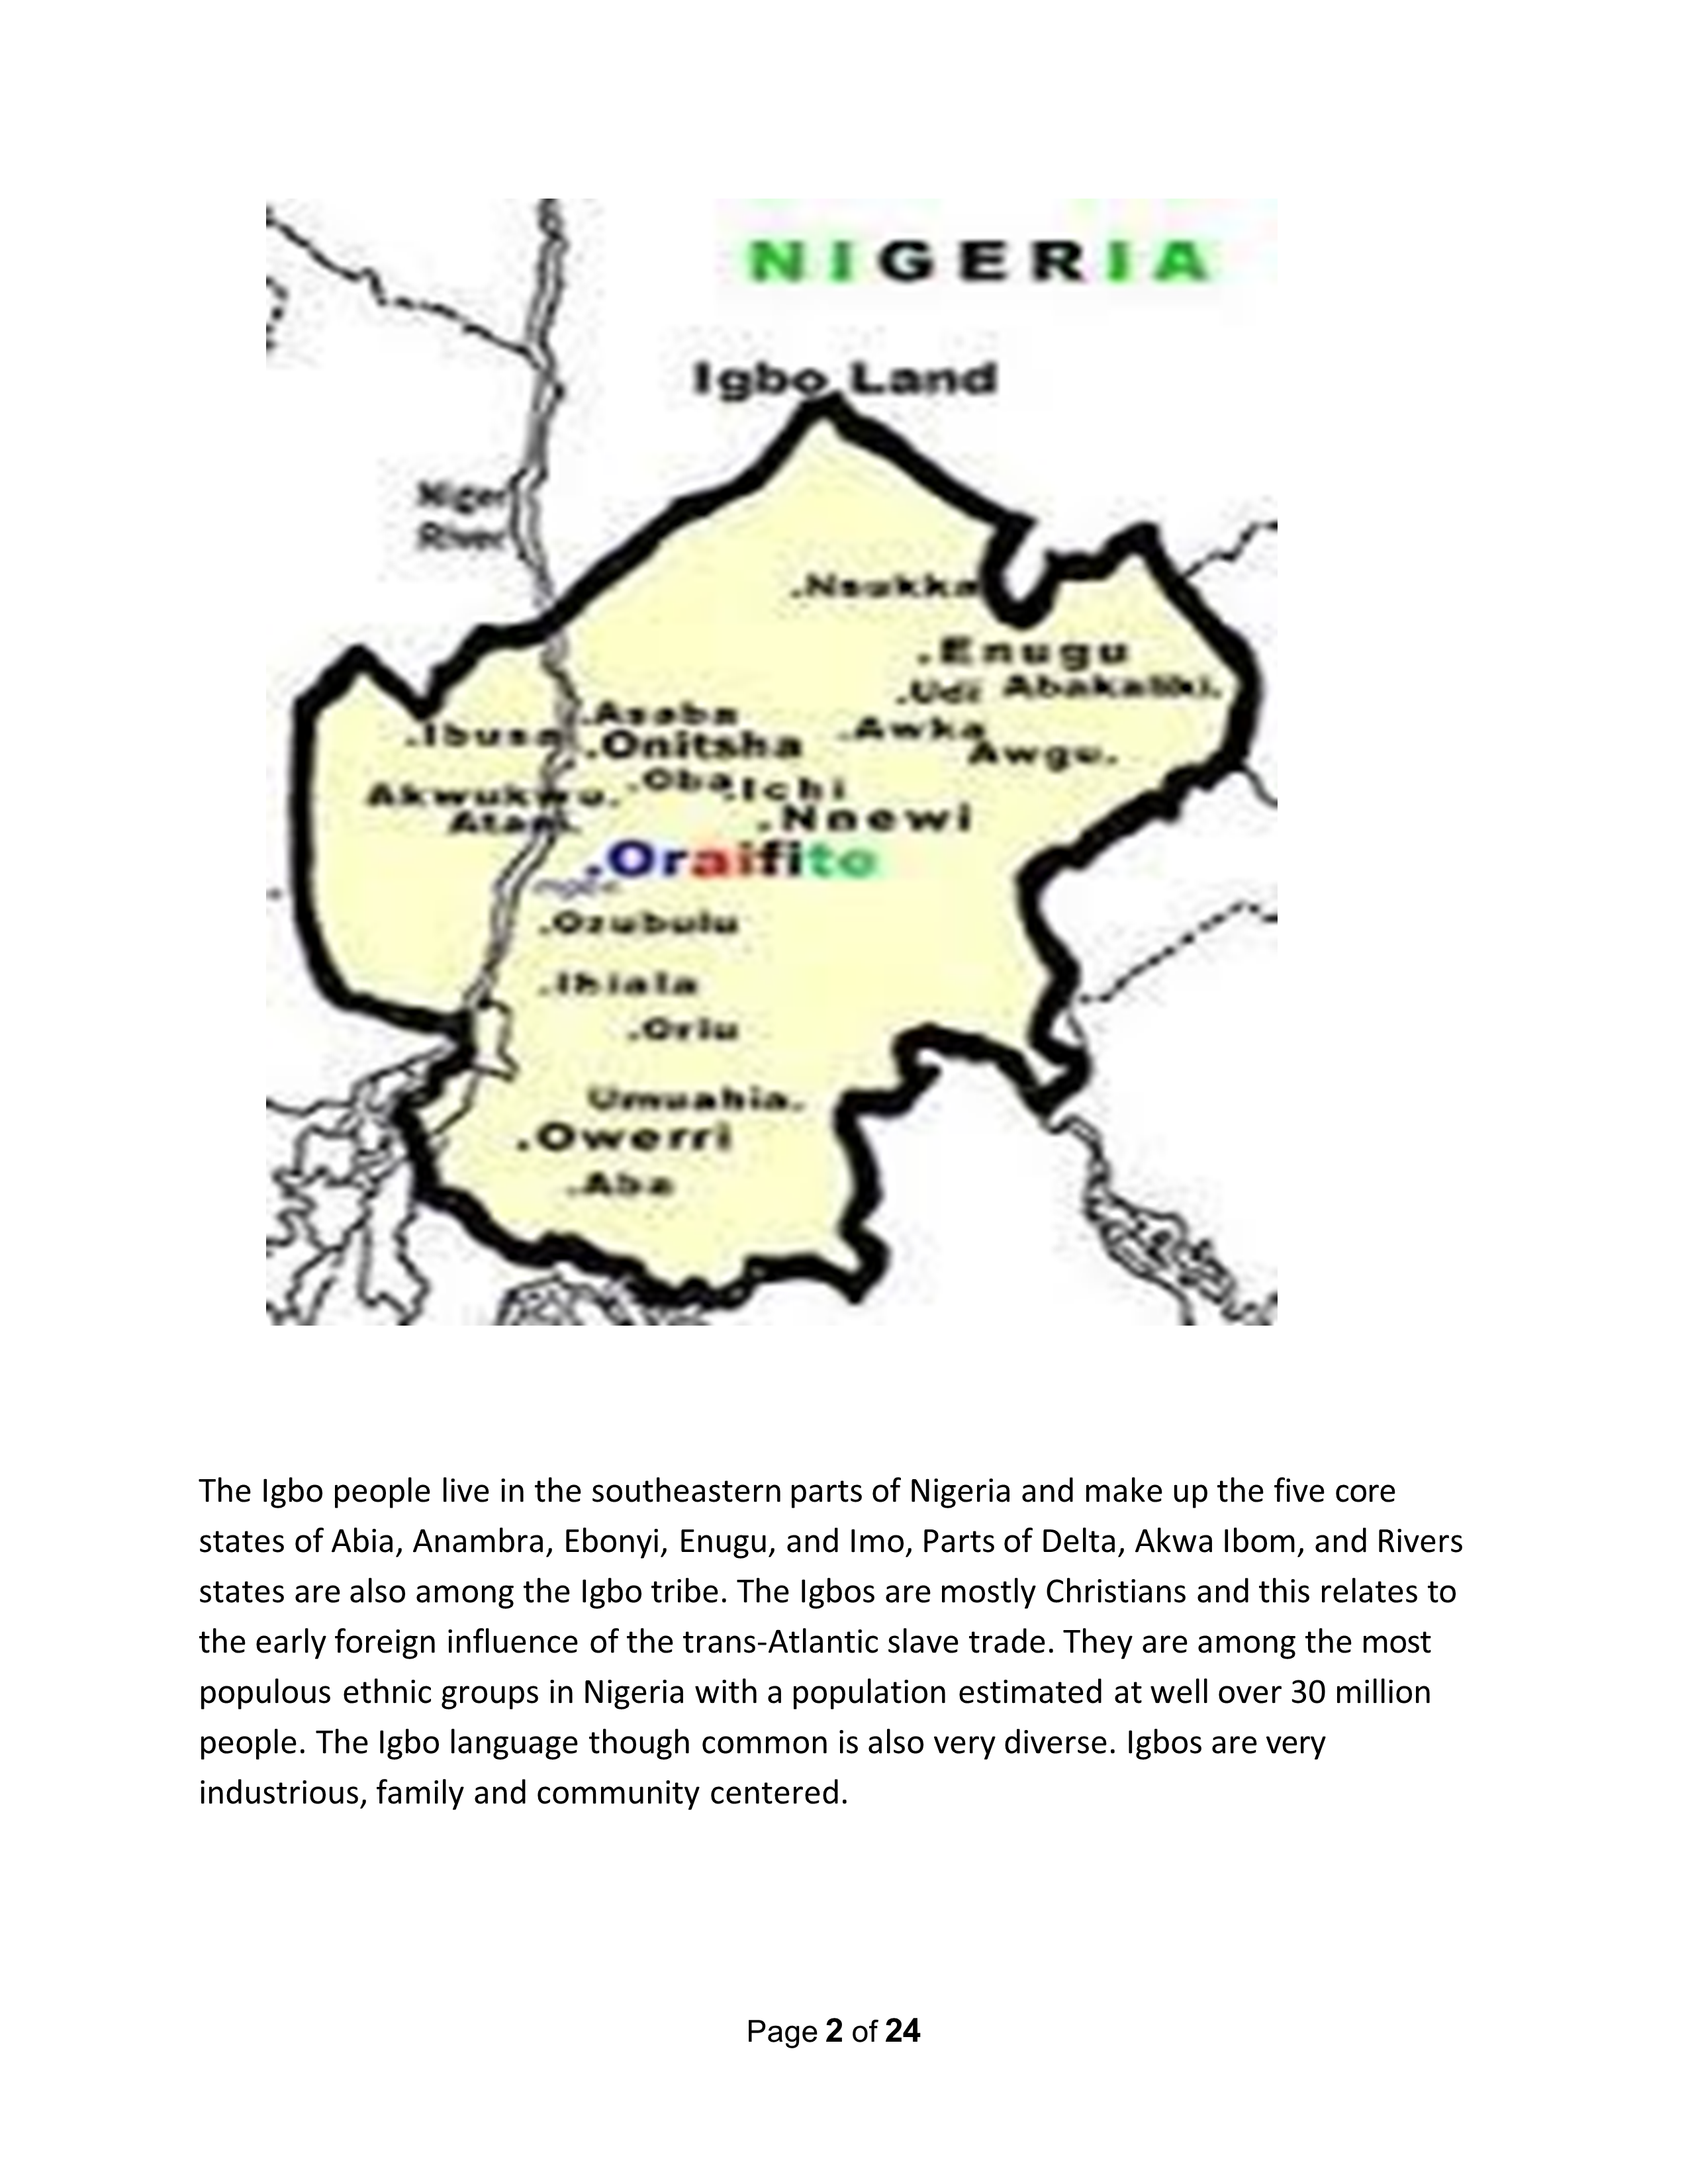 NIGERIA
Igbo Land
Niger
River
.Nsukka
.Enugu
.Udi Abakaliki.
.Asaba
.Awka
.Ibusa
.Onitsha
Awgu.
.Oba .Ichi
Akwukwu.
.Nnewi
Atani.
.Oraifite
.Ozubulu
.Ihiala
.Orlu
Umuahia.
.Owerri
.Aba
The Igbo people live in the southeastern parts of Nigeria and make up the five core
states of Abia, Anambra, Ebonyi, Enugu, and Imo, Parts of Delta, Akwa Ibom, and Rivers
states are also among the Igbo tribe. The Igbos are mostly Christians and this relates to
the early foreign influence of the trans-Atlantic slave trade. They are among the most
populous ethnic groups in Nigeria with a population estimated at well over 30 million
people. The Igbo language though common is also very diverse. Igbos are very
industrious, family and community centered.
Page 2 of 24